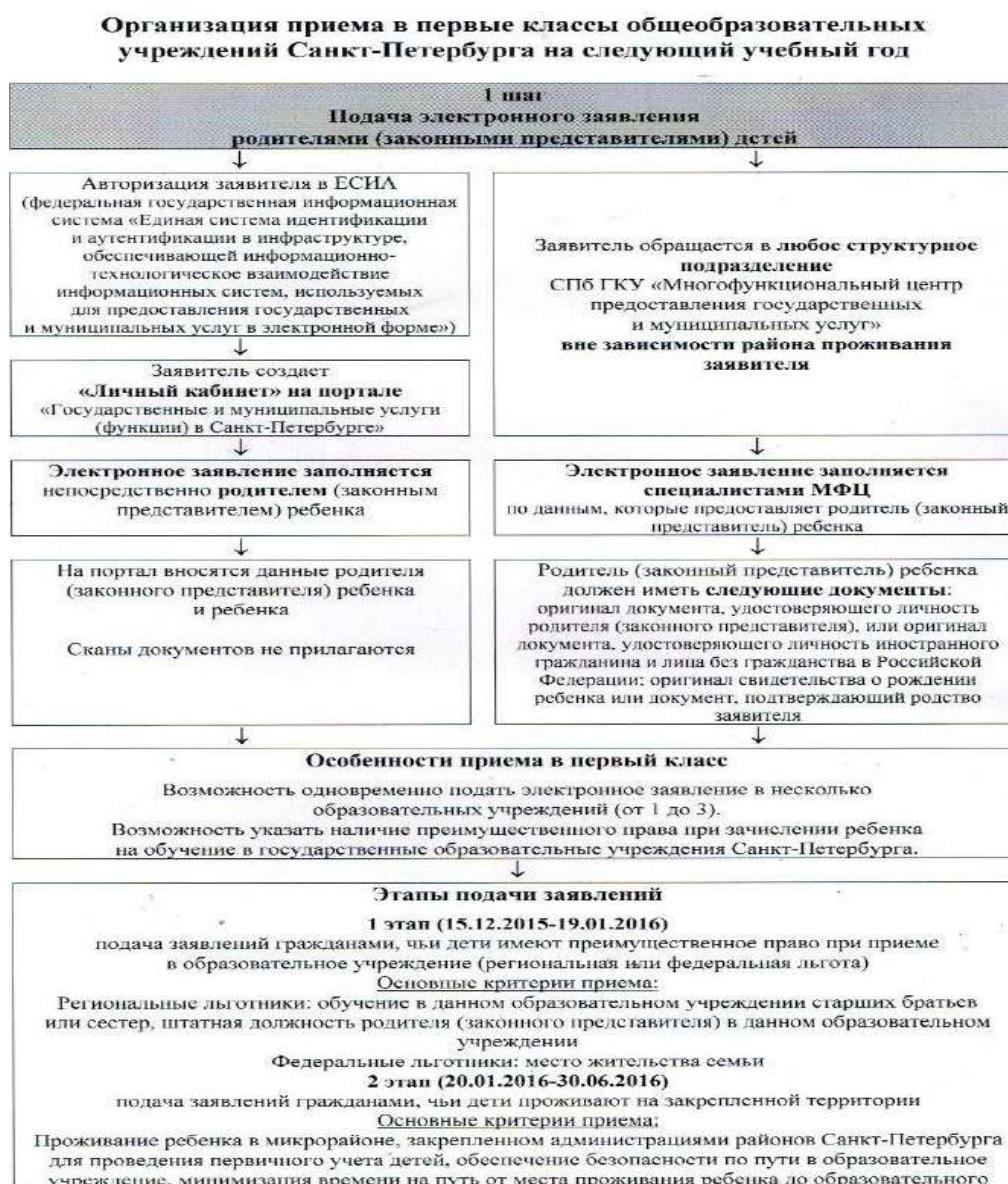 Организация приема в первые классы общеобразовательных
учреждений Санкт-Петербурга на следующий учебный год
1 шаг
Подача электронного заявления
родителями (законными представителями) детей
↓
↓
Авторизация заявителя в ЕСИА
(федеральная государственная информационная
система «Единая система идентификации
и аутентификации в инфраструктуре,
обеспечивающей информационно-
технологическое взаимодействие
информационных систем, используемых
для предоставления государственных
и муниципальных услуг в электронной форме»)
↓
Заявитель создает
«Личный кабинет» на портале
«Государственные и муниципальные услуги
(функции) в Санкт-Петербурге»
↓
Электронное заявление заполняется
непосредственно родителем (законным
представителем) ребенка
↓
На портал вносятся данные родителя
(законного представителя) ребенка
и ребенка
Сканы документов не прилагаются
↓
Заявитель обращается в любое структурное
подразделение
СПб ГКУ «Многофункциональный центр
предоставления государственных
и муниципальных услуг»
вне зависимости района проживания
заявителя
↓
Электронное заявление заполняется
специалистами МФЦ
по данным, которые предоставляет родитель (законный
представитель) ребенка
↓
Родитель (законный представитель) ребенка
должен иметь следующие документы:
оригинал документа, удостоверяющего личность
родителя (законного представителя), или оригинал
документа, удостоверяющего личность иностранного
гражданина и лица без гражданства в Российской
Федерации; оригинал свидетельства о рождении
ребенка или документ, подтверждающий родство
заявителя
↓
Особенности приема в первый класс
Возможность одновременно подать электронное заявление в несколько
образовательных учреждений (от 1 до 3).
Возможность указать наличие преимущественного права при зачислении ребенка
на обучение в государственные образовательные учреждения Санкт-Петербурга.
↓
Этапы подачи заявлений
1 этап (15.12.2015-19.01.2016)
подача заявлений гражданами, чьи дети имеют преимущественное право при приеме
в образовательное учреждение (региональная или федеральная льгота)
Основные критерии приема:
Региональные льготники: обучение в данном образовательном учреждении старших братьев
или сестер, штатная должность родителя (законного представителя) в данном образовательном
учреждении
Федеральные льготники: место жительства семьи
2 этап (20.01.2016-30.06.2016)
подача заявлений гражданами, чьи дети проживают на закрепленной территории
Основные критерии приема:
Проживание ребенка в микрорайоне, закрепленном администрациями районов Санкт-Петербурга
для проведения первичного учета детей, обеспечение безопасности по пути в образовательное
учреждение, минимизация времени на путь от места проживания ребенка до образовательного